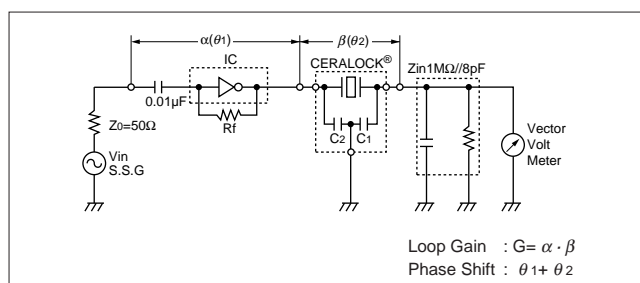 α(θ1)
β(θ2)
IC
CERALOCK®
Zin1MΩ//8pF
0.01μF
Rf
Z0=50Ω
C2
C1
Vector
Volt
Meter
Vin
S.S.G
Loop Gain : G= α · β
Phase Shift : θ1+ θ2